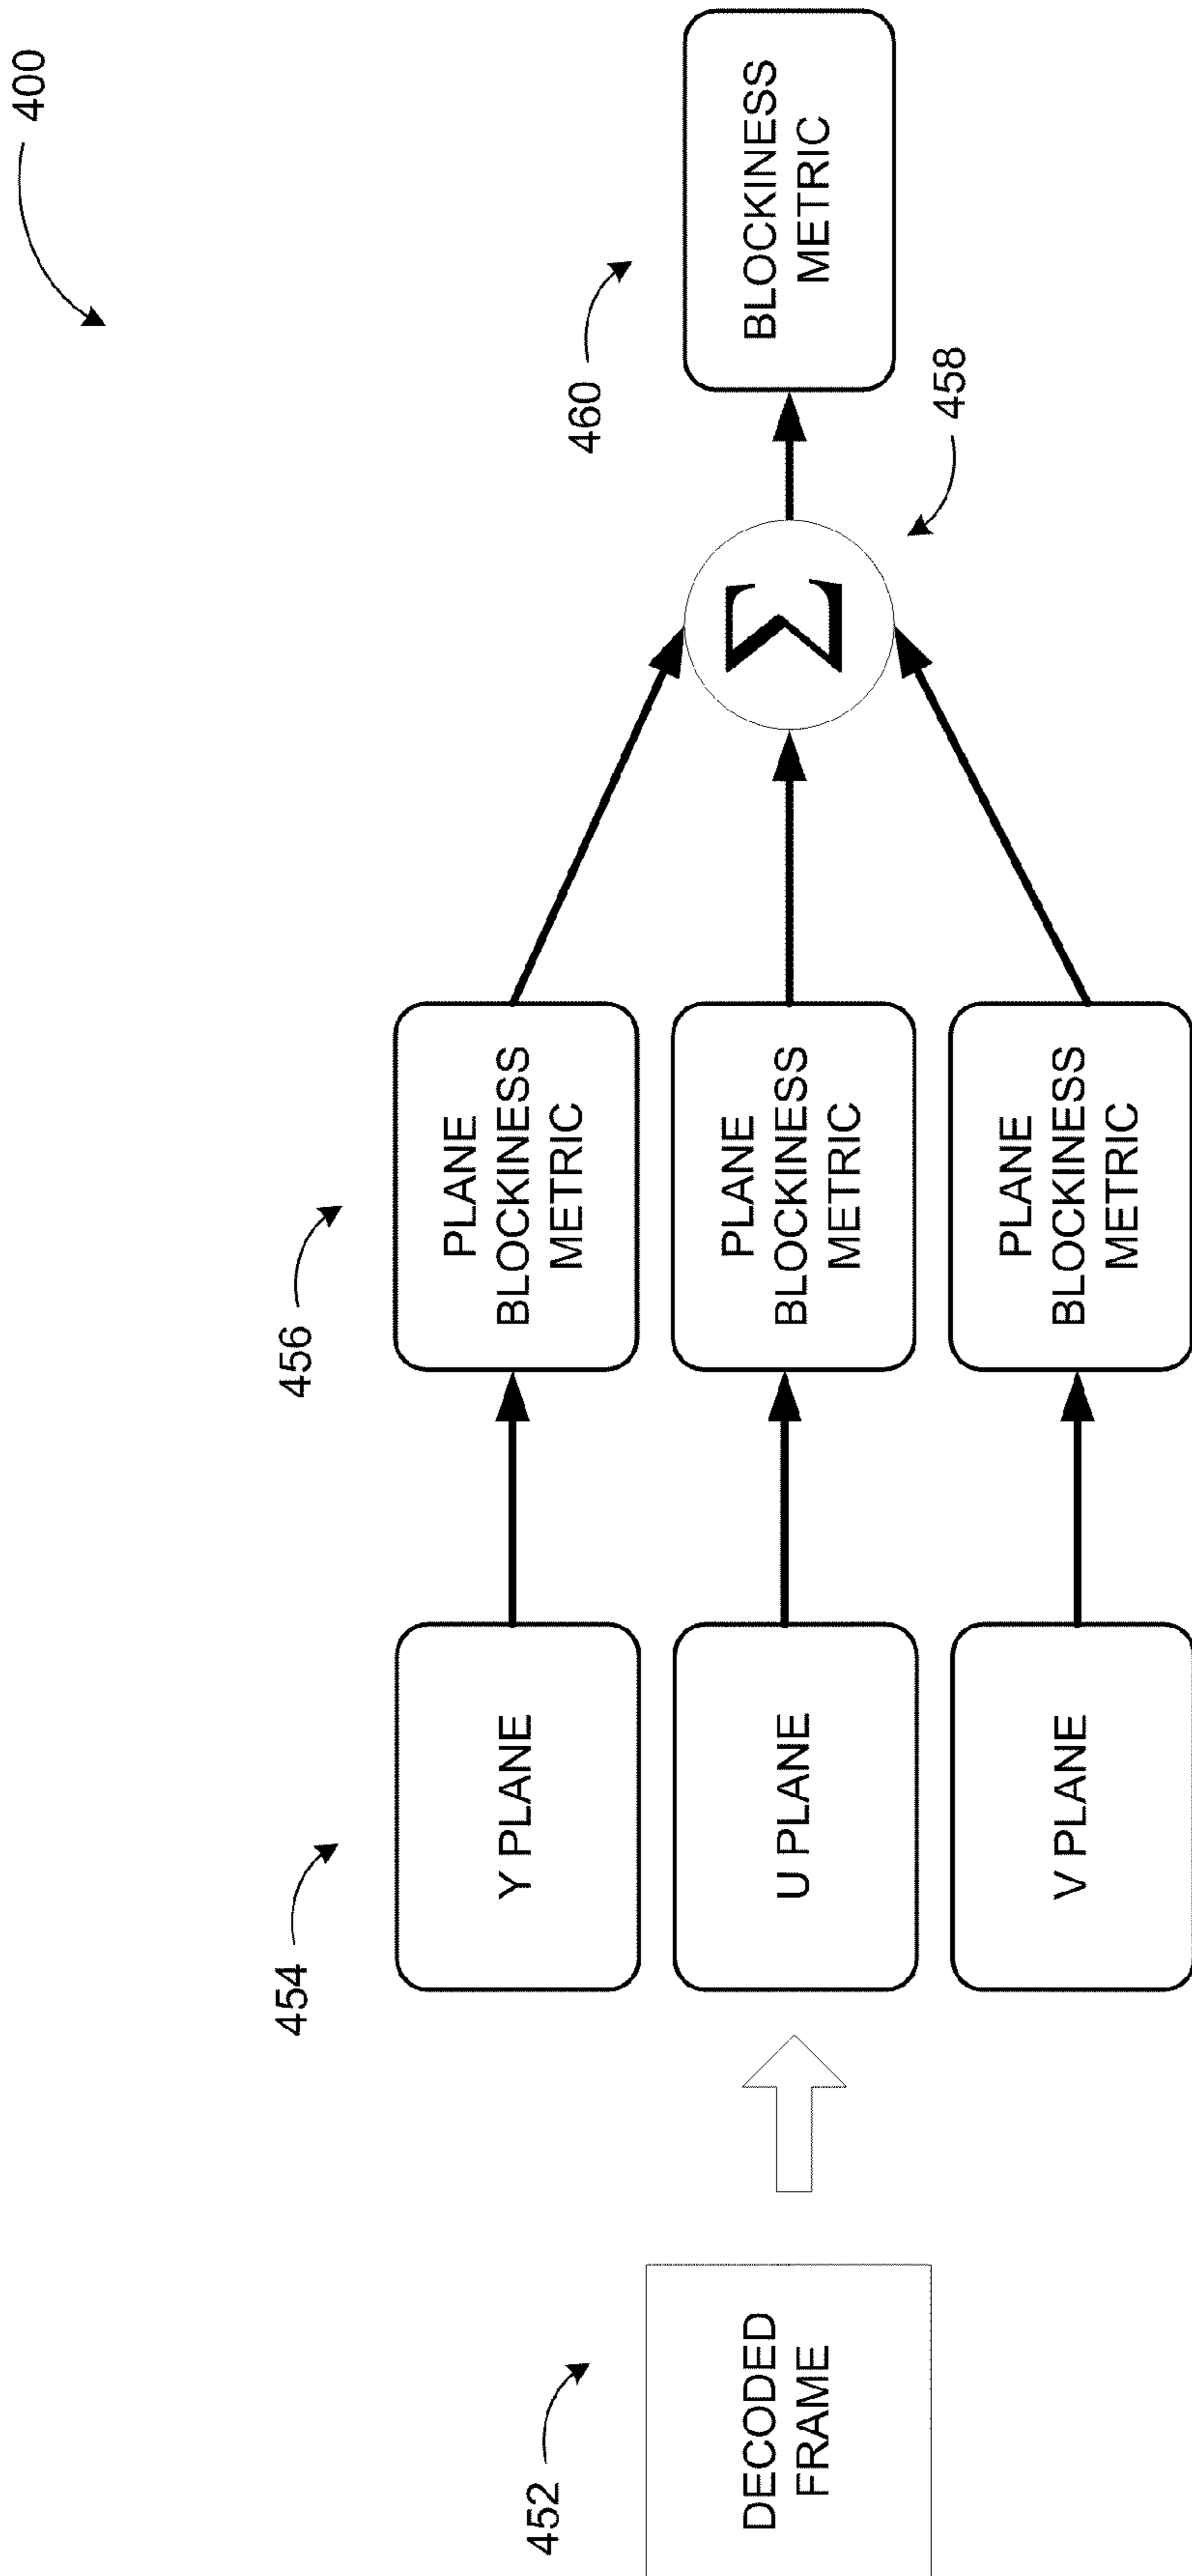 400
452
DECODED
FRAME
454
Y PLANE
U PLANE
V PLANE
456
PLANE
BLOCKINESS
METRIC
PLANE
BLOCKINESS
METRIC
PLANE
BLOCKINESS
METRIC
Σ
458
460
BLOCKINESS
METRIC